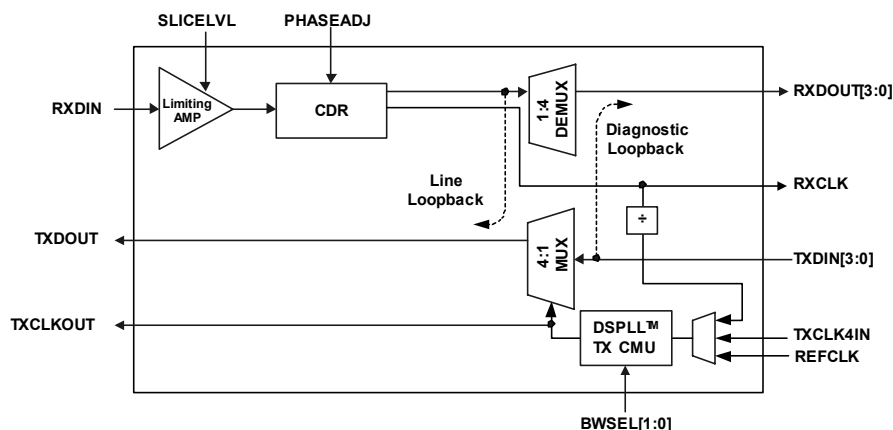 SLICELVL
PHASEADJ
RXDIN
Limiting
AMP
CDR
1:4
DEMUX
RXDOUT[3:0]
Diagnostic
Loopback
Line
Loopback
RXCLK
÷
TXDOUT
4:1
MUX
TXDIN[3:0]
TXCLKOUT
DSPLL™
TX CMU
TXCLK4IN
REFCLK
BWSEL[1:0]